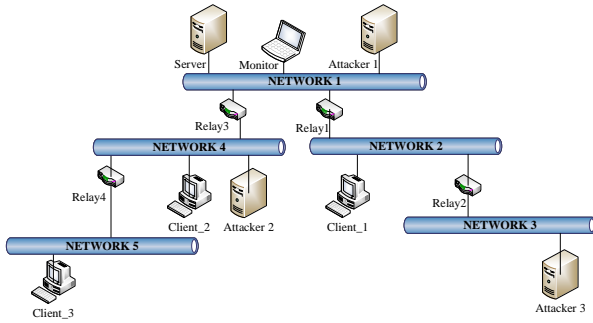 Server
Monitor
Attacker 1
NETWORK 1
Relay3
Relay1
NETWORK 4
NETWORK 2
Relay4
Client_2
Attacker 2
Client_1
Relay2
NETWORK 3
NETWORK 5
Client_3
Attacker 3